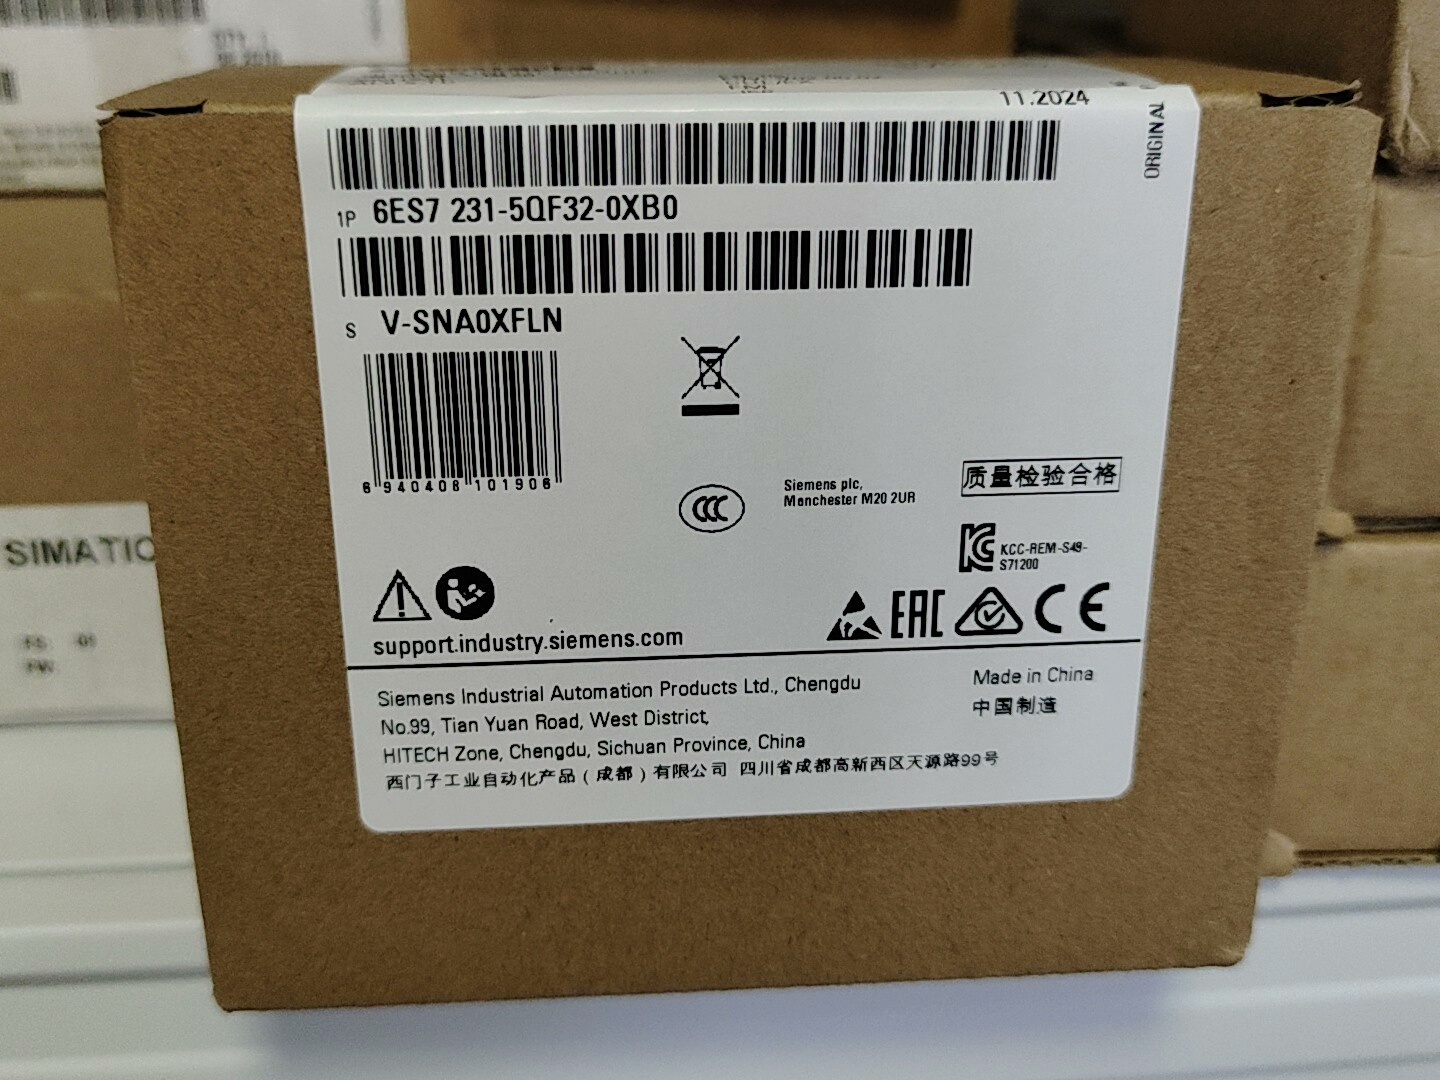 11.2024
ORIGINAL
1P 6ES7 231-5QF32-0XB0
S V-SNA0XFLN
6 940408 101906
Siemens plc,
Manchester M20 2UR
质量检验合格
KCC-REM-S49-
S71200
EAC
CE
support.industry.siemens.com
Siemens Industrial Automation Products Ltd., Chengdu
No.99, Tian Yuan Road, West District,
HITECH Zone, Chengdu, Sichuan Province, China
西门子工业自动化产品(成都)有限公司 四川省成都高新西区天源路99号
Made in China
中国制造
SIMATIC